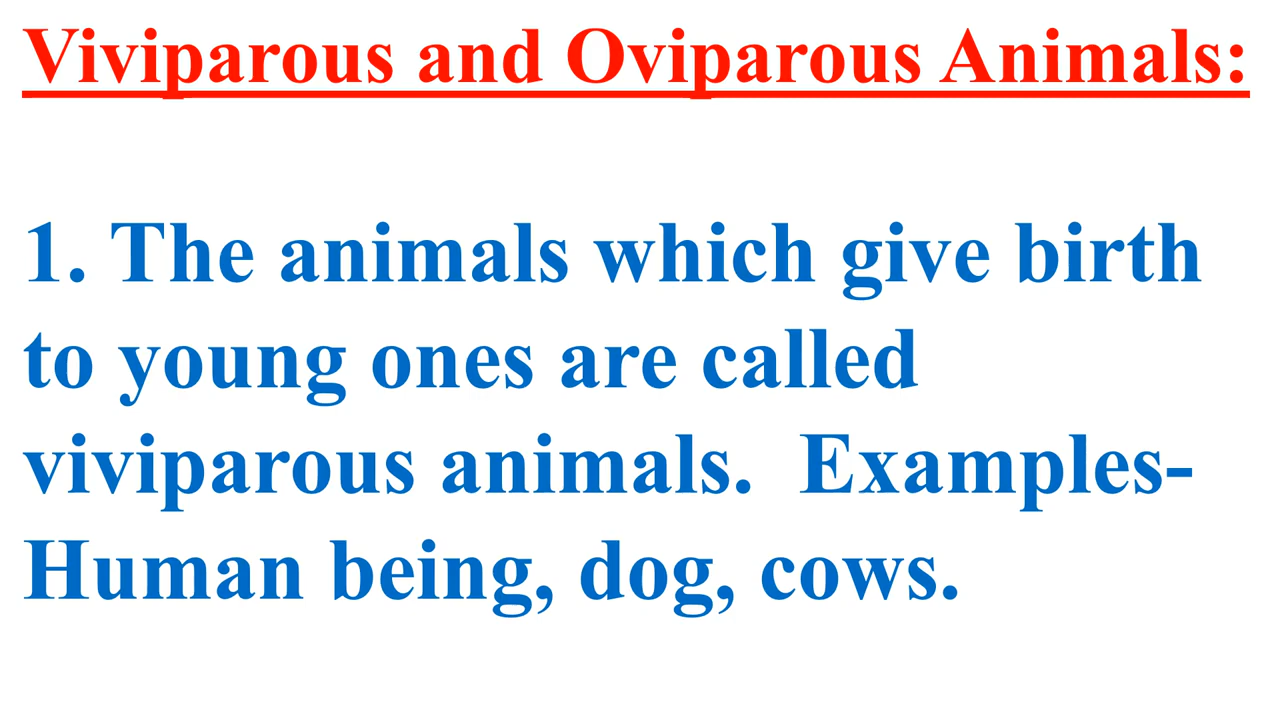 Viviparous and Oviparous Animals:
1. The animals which give birth
to young ones are called
viviparous animals.  Examples-
Human being, dog, cows.